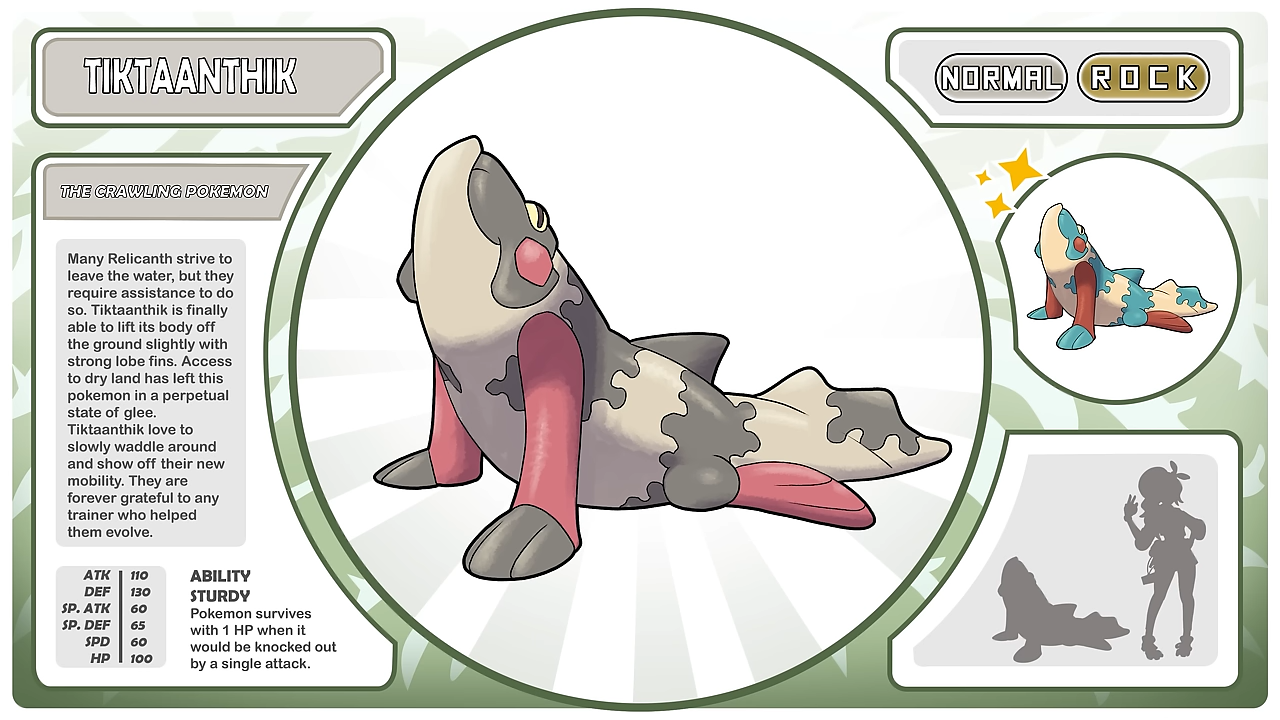 TIKTAANTHIK
NORMAL ROCK
THE CRAWLING POKEMON
Many Relicanth strive to
leave the water, but they
require assistance to do
so. Tiktaanthik is finally
able to lift its body off
the ground slightly with
strong lobe fins. Access
to dry land has left this
pokemon in a perpetual
state of glee.
Tiktaanthik love to
slowly waddle around
and show off their new
mobility. They are
forever grateful to any
trainer who helped
them evolve.
ATK 110
DEF 130
SP. ATK 60
SP. DEF 65
SPD 60
HP 100
ABILITY
STURDY
Pokemon survives
with 1 HP when it
would be knocked out
by a single attack.